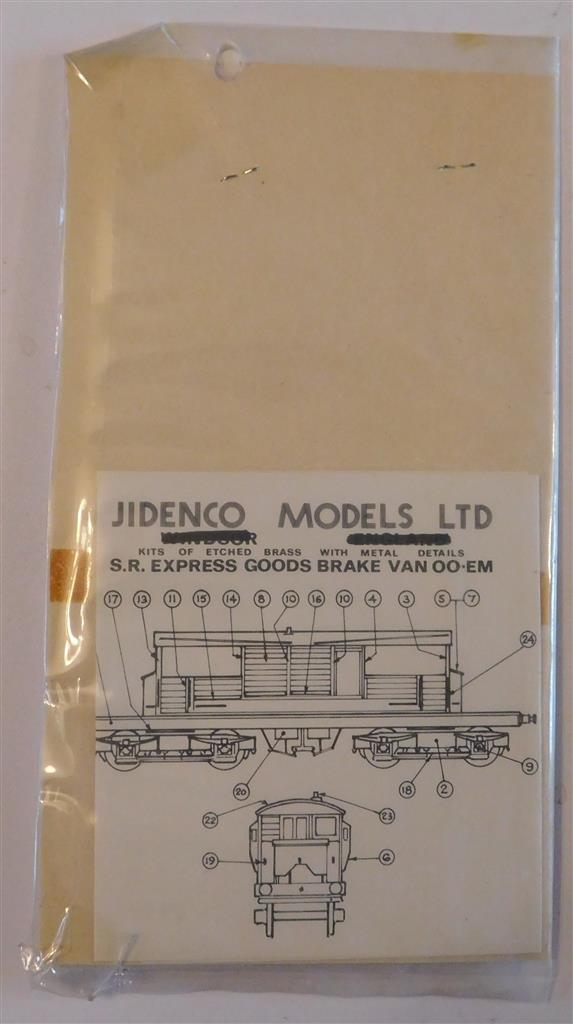 JIDENCO MODELS LTD
WINDSOR ENGLAND
KITS OF ETCHED BRASS WITH METAL DETAILS
S.R. EXPRESS GOODS BRAKE VAN OO·EM
17 13 11 15 14 8 10 16 10 4 3 5 7
24
20 18 2 9
22 23
19 6